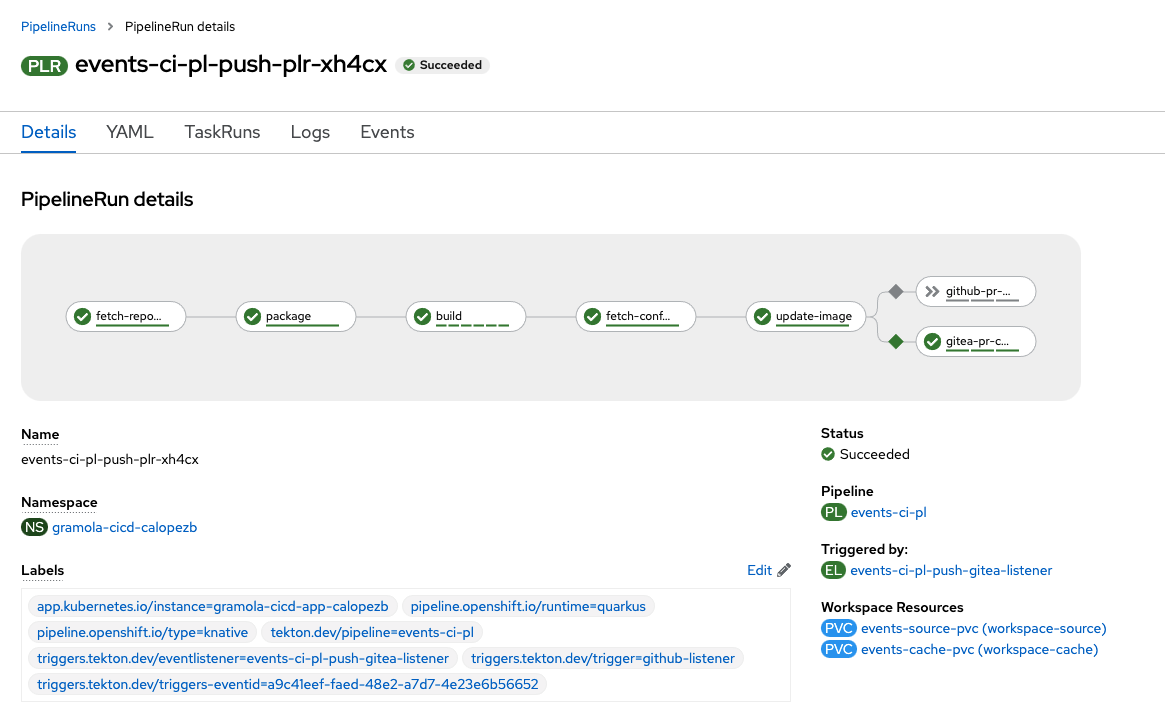 PipelineRuns > PipelineRun details
PLR events-ci-pl-push-plr-xh4cx Succeeded
Details YAML TaskRuns Logs Events
PipelineRun details
fetch-repo...
package
build
fetch-conf...
update-image
github-pr-...
gitea-pr-c...
Name
events-ci-pl-push-plr-xh4cx
Namespace
NS gramola-cicd-calopezb
Labels
Edit
app.kubernetes.io/instance=gramola-cicd-app-calopezb pipeline.openshift.io/runtime=quarkus
pipeline.openshift.io/type=knative tekton.dev/pipeline=events-ci-pl
triggers.tekton.dev/eventlistener=events-ci-pl-push-gitea-listener triggers.tekton.dev/trigger=github-listener
triggers.tekton.dev/triggers-eventid=a9c41eef-faed-48e2-a7d7-4e23e6b56652
Status
Succeeded
Pipeline
PL events-ci-pl
Triggered by:
EL events-ci-pl-push-gitea-listener
Workspace Resources
PVC events-source-pvc (workspace-source)
PVC events-cache-pvc (workspace-cache)